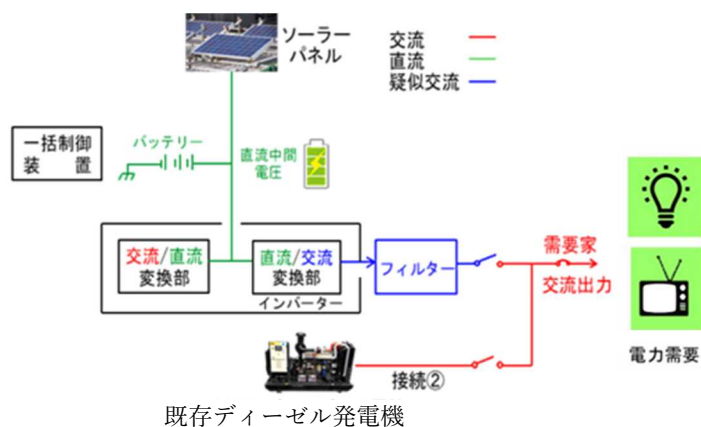 ソーラー
パネル
交流
直流
疑似交流
一括制御
装　置
バッテリー
直流中間
電圧
交流/直流
変換部
直流/交流
変換部
インバーター
フィルター
需要家
交流出力
電力需要
接続②
既存ディーゼル発電機